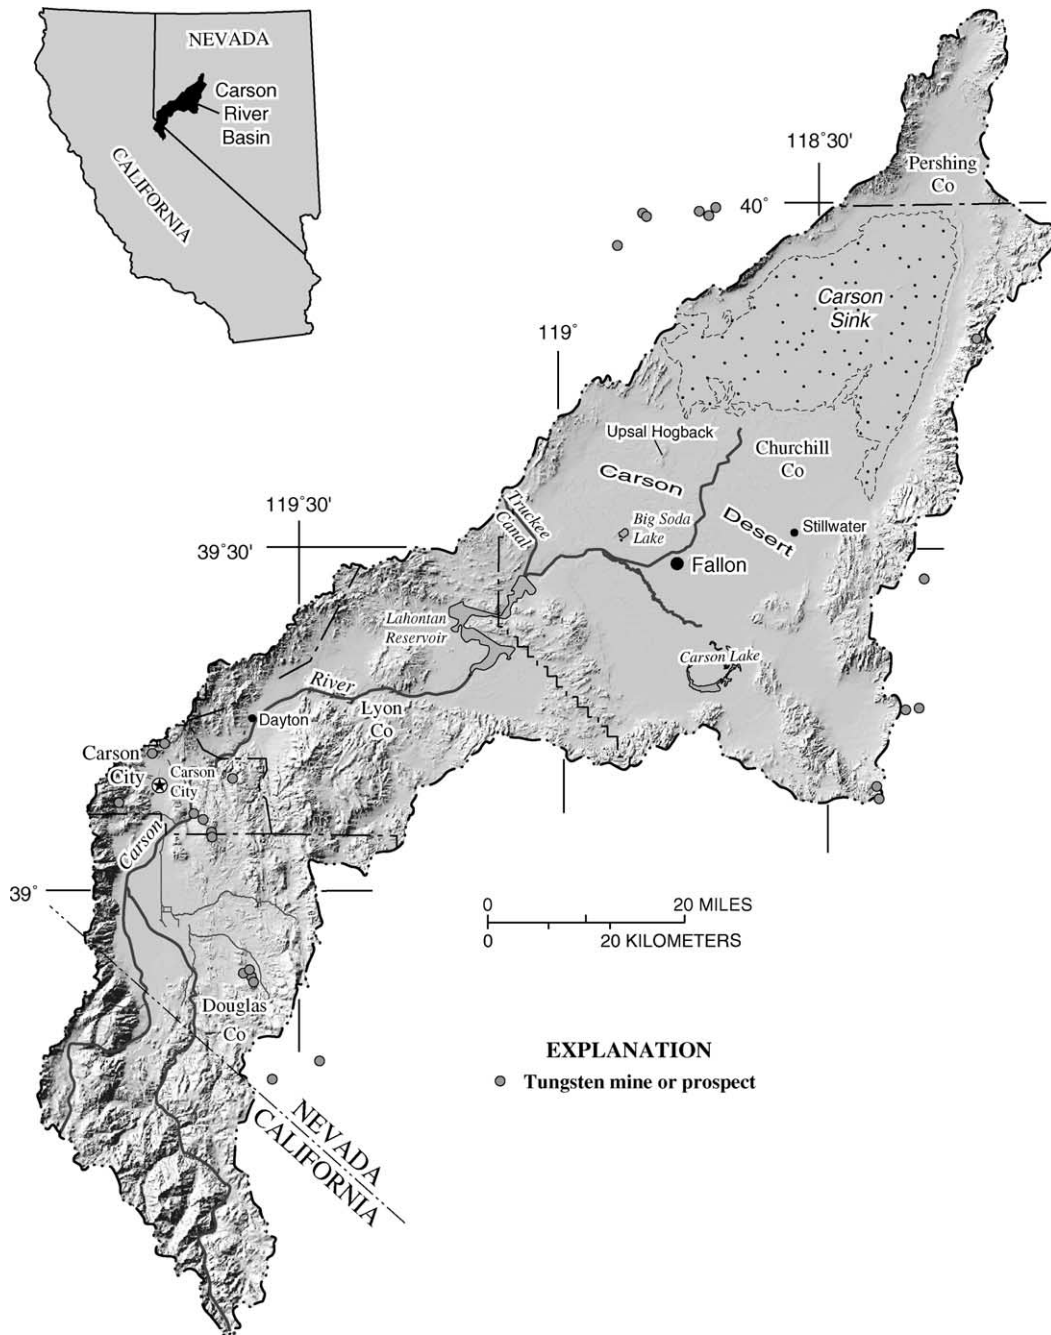 NEVADA
Carson
River
Basin
CALIFORNIA
118°30'
Pershing
Co
40°
Carson
Sink
119°
Upsal Hogback
Churchill
Co
Carson
Desert
Truckee
Canal
119°30'
39°30'
Big Soda
Lake
Stillwater
Fallon
Lahontan
Reservoir
Carson Lake
River
Lyon
Co
Dayton
Carson
City
Carson
City
Carson
39°
0 20 MILES
0 20 KILOMETERS
Douglas
Co
EXPLANATION
Tungsten mine or prospect
NEVADA
CALIFORNIA